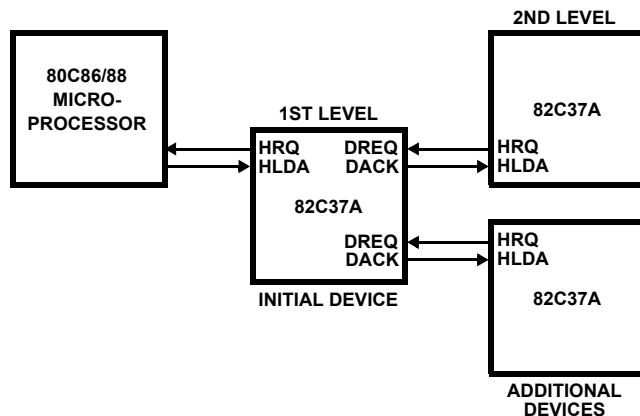 2ND LEVEL
80C86/88
MICRO-
PROCESSOR
82C37A
1ST LEVEL
HRQ
HLDA
DREQ
DACK
HRQ
HLDA
82C37A
DREQ
DACK
HRQ
HLDA
INITIAL DEVICE
82C37A
ADDITIONAL
DEVICES